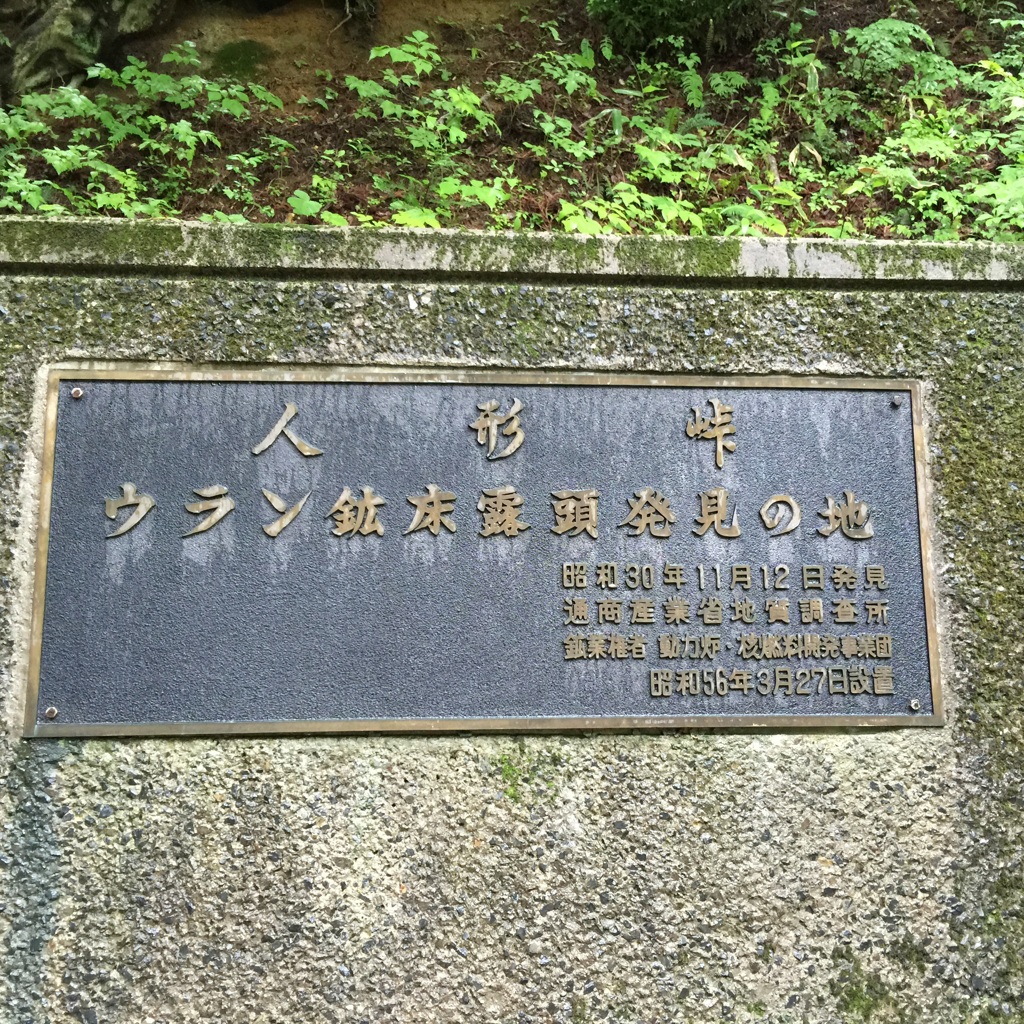 人形峠
ウラン鉱床露頭発見の地
昭和30年11月12日発見
通商産業省地質調査所
鉱業権者 動力炉・核燃料開発事業団
昭和56年3月27日設置